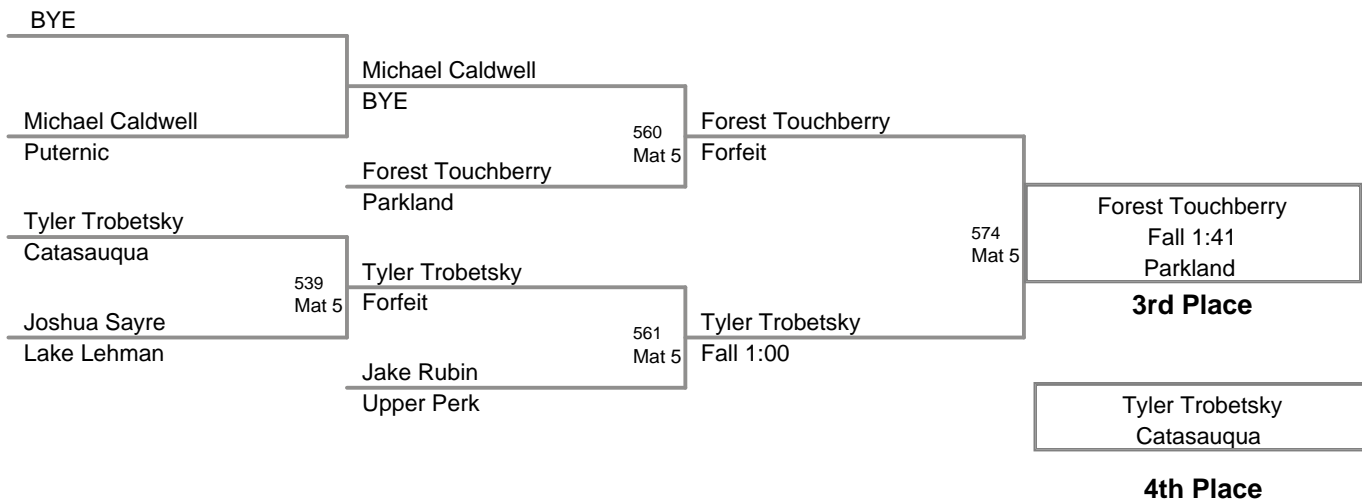 BYE
Michael Caldwell
BYE
Michael Caldwell
Puternic
560
Mat 5
Forest Touchberry
Forfeit
Forest Touchberry
Parkland
Tyler Trobetsky
Catasauqua
574
Mat 5
Forest Touchberry
Fall 1:41
Parkland
3rd Place
539
Mat 5
Tyler Trobetsky
Forfeit
Joshua Sayre
Lake Lehman
561
Mat 5
Tyler Trobetsky
Fall 1:00
Jake Rubin
Upper Perk
Tyler Trobetsky
Catasauqua
4th Place